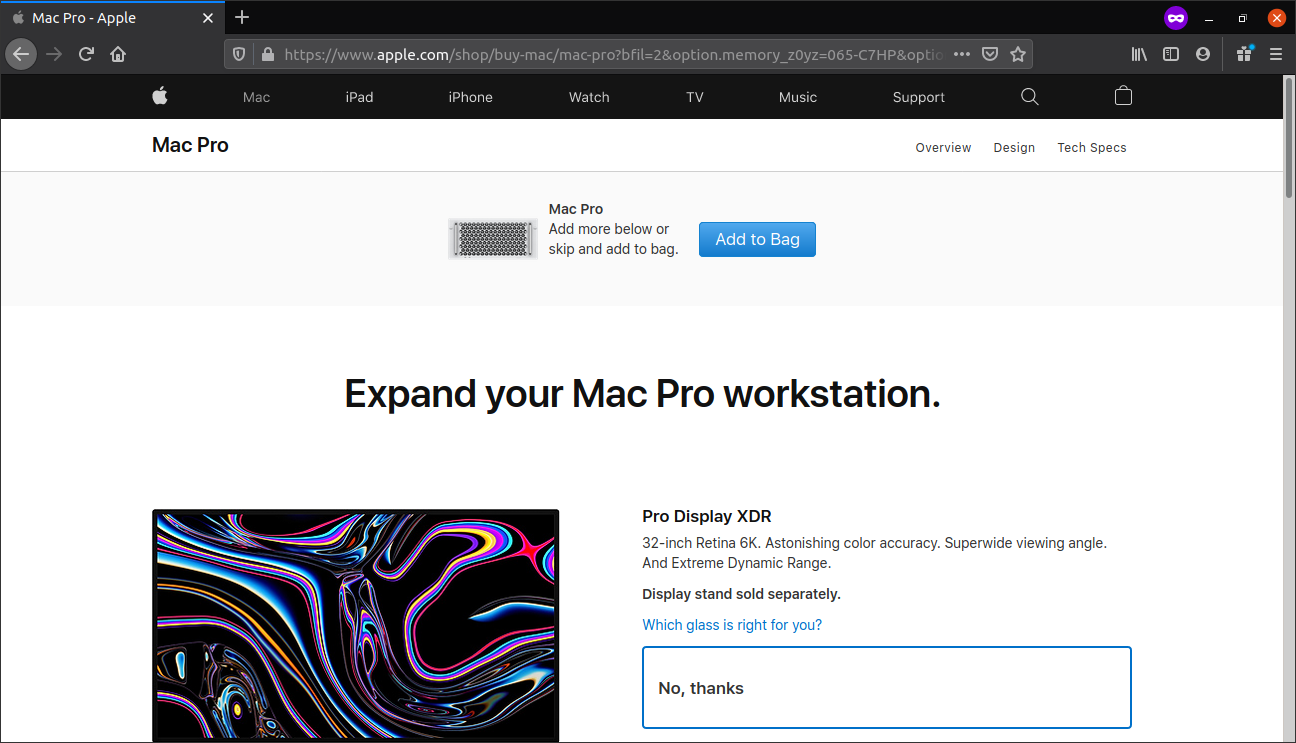 Mac Pro - Apple
https://www.apple.com/shop/buy-mac/mac-pro?bfil=2&option.memory_z0yz=065-C7HP&optio
Mac iPad iPhone Watch TV Music Support
Mac Pro
Overview Design Tech Specs
Mac Pro
Add more below or
skip and add to bag.
Add to Bag
Expand your Mac Pro workstation.
Pro Display XDR
32-inch Retina 6K. Astonishing color accuracy. Superwide viewing angle.
And Extreme Dynamic Range.
Display stand sold separately.
Which glass is right for you?
No, thanks